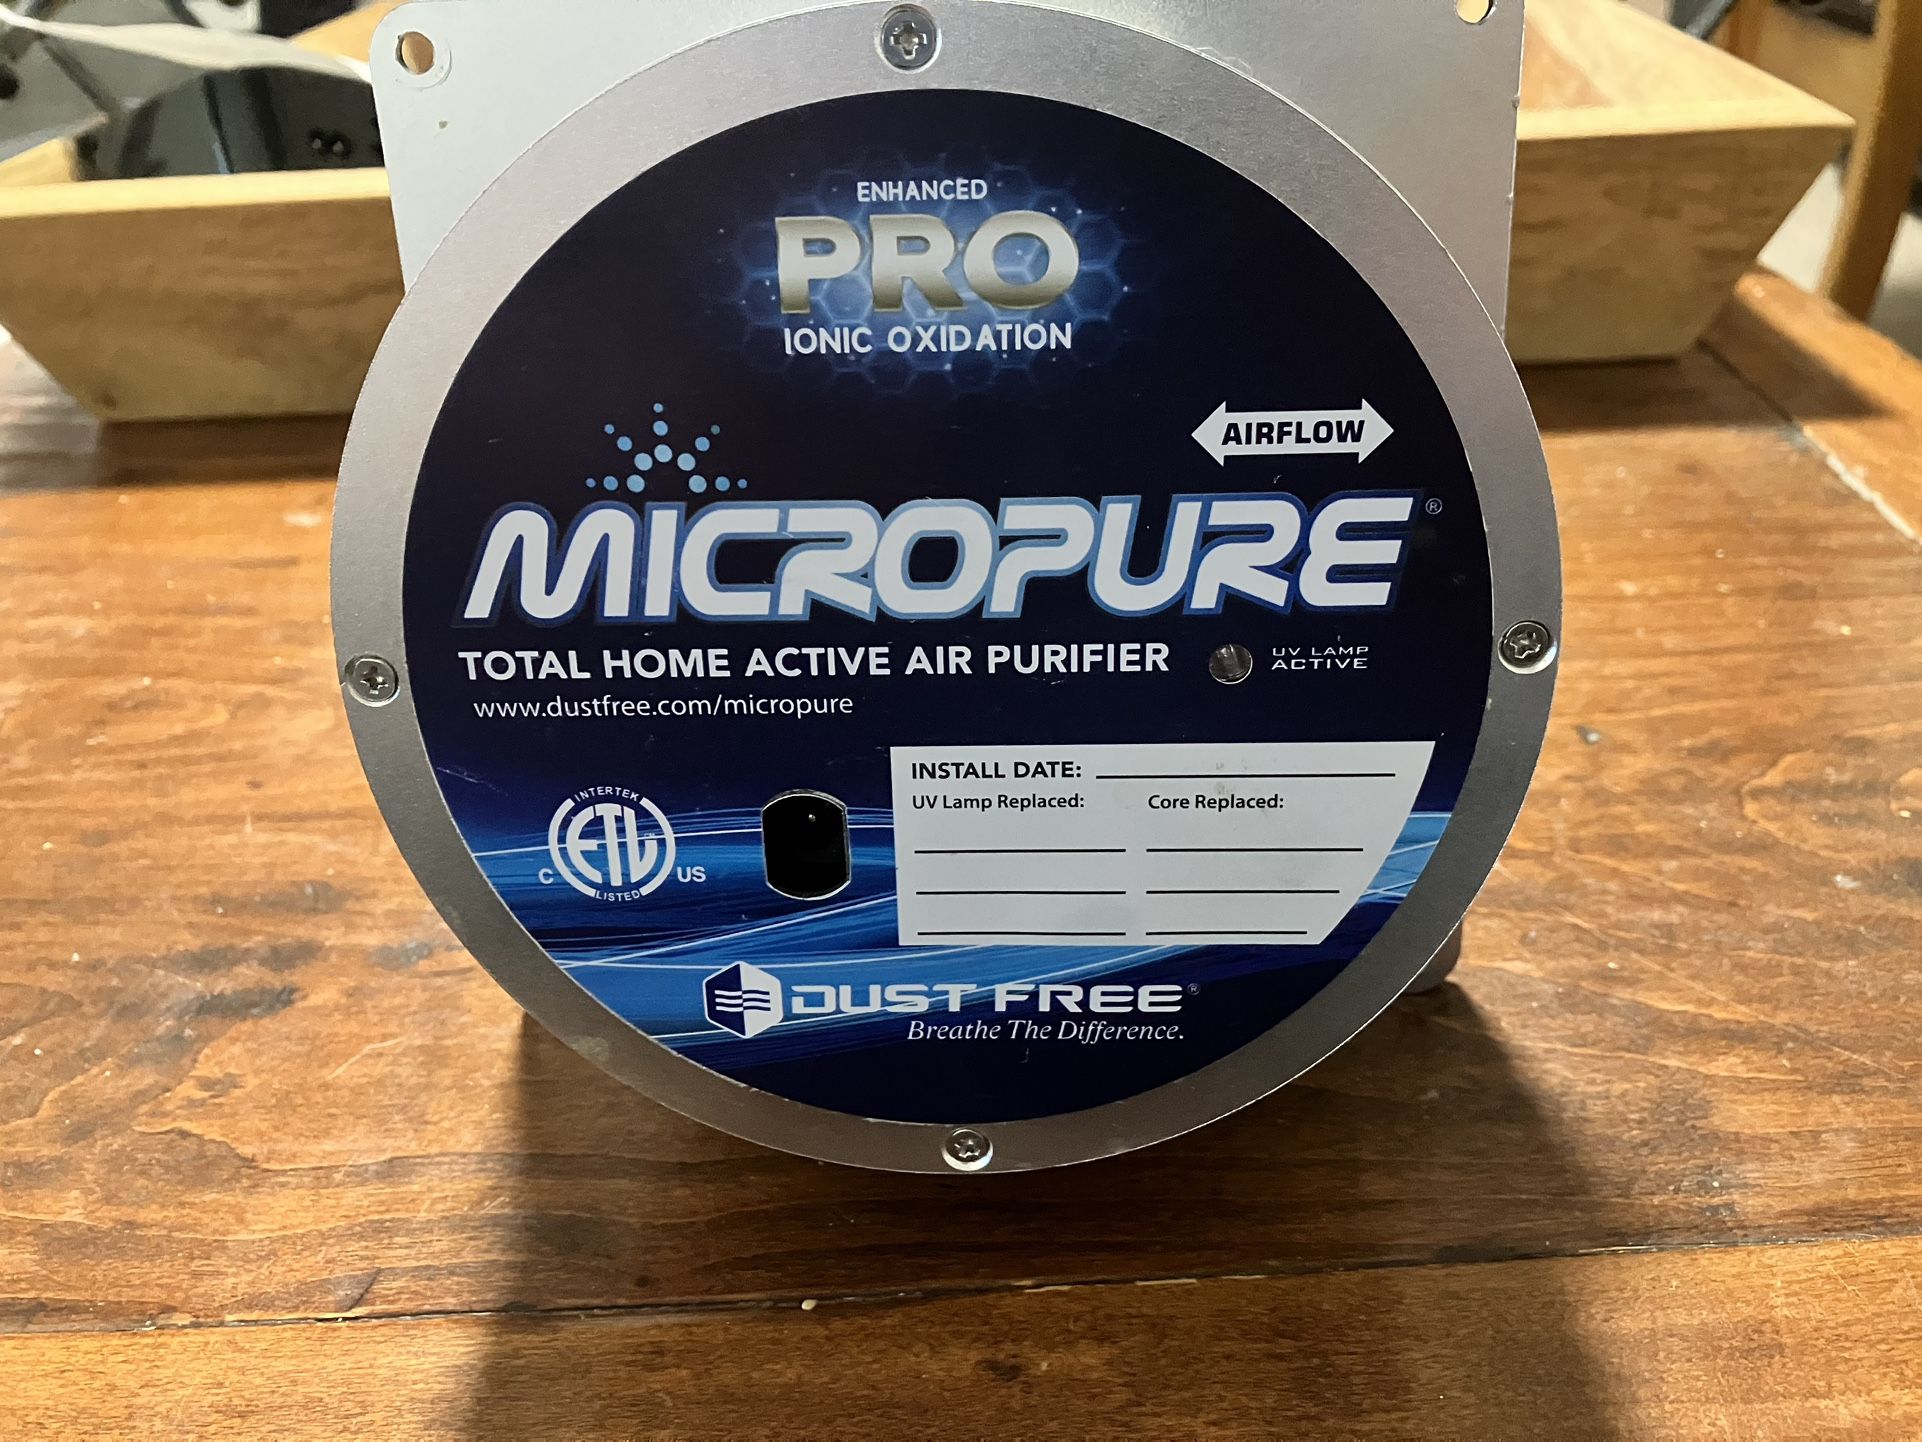 ENHANCED
PRO
IONIC OXIDATION
AIRFLOW
MICROPURE®
TOTAL HOME ACTIVE AIR PURIFIER
UV LAMP
ACTIVE
www.dustfree.com/micropure
INSTALL DATE:
UV Lamp Replaced: Core Replaced:
INTERTEK
ETL
C US
LISTED
DUST FREE®
Breathe The Difference.